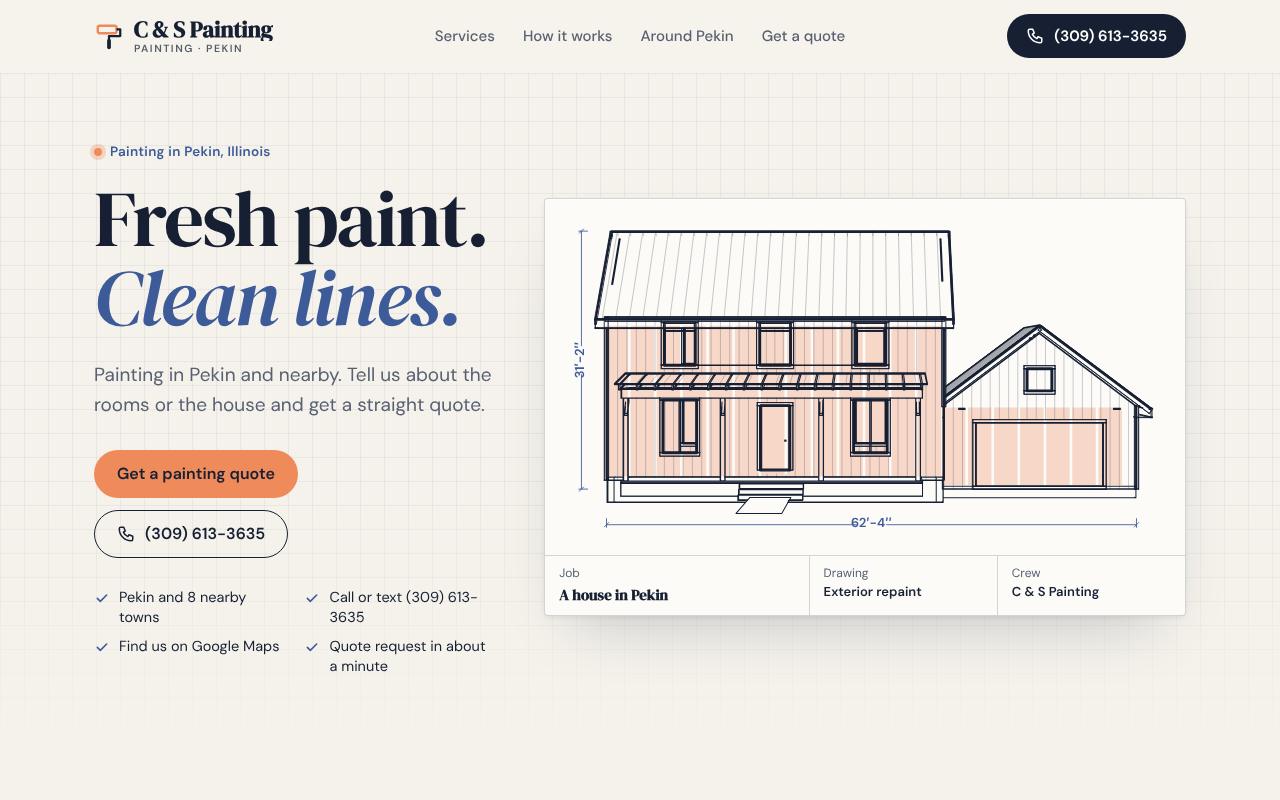 C & S Painting
PAINTING · PEKIN
Services
How it works
Around Pekin
Get a quote
(309) 613-3635
Painting in Pekin, Illinois
Fresh paint.
Clean lines.
Painting in Pekin and nearby. Tell us about the
rooms or the house and get a straight quote.
Get a painting quote
(309) 613-3635
Pekin and 8 nearby
towns
Call or text (309) 613-
3635
Find us on Google Maps
Quote request in about
a minute
31′-2″
62′-4″
Job
A house in Pekin
Drawing
Exterior repaint
Crew
C & S Painting